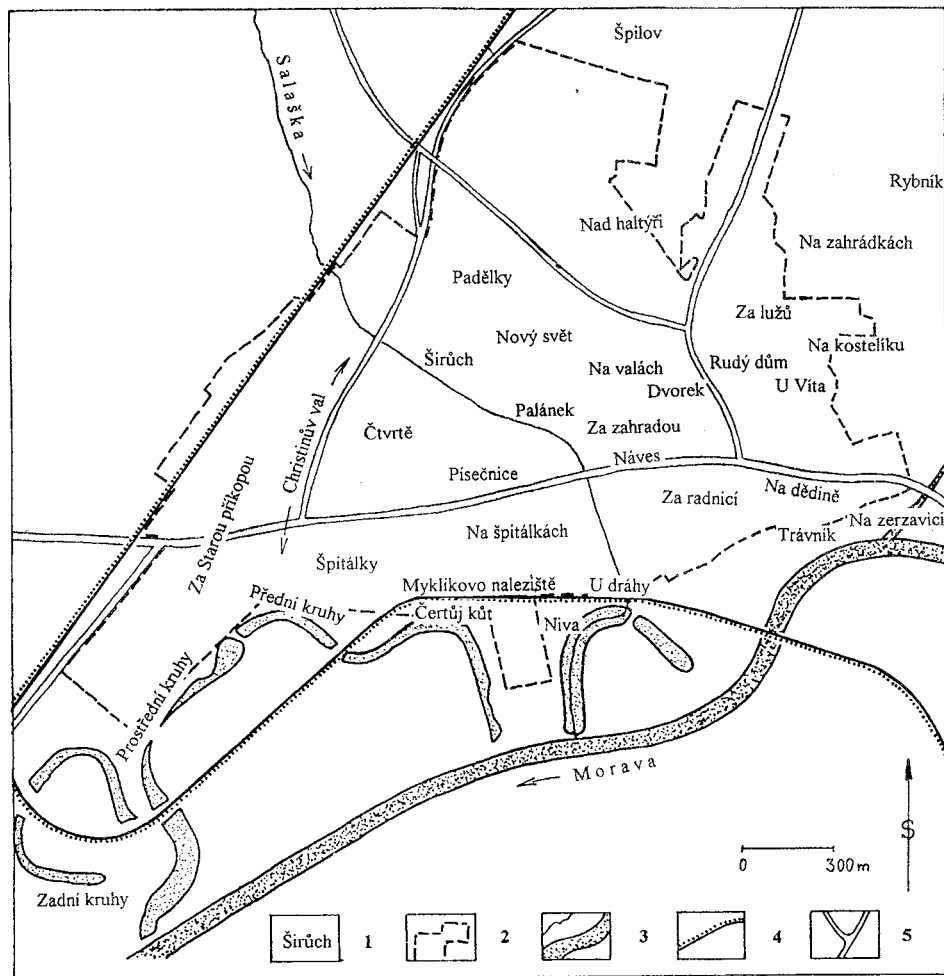 Špilov
Salaška
Rybník
Nad haltýři
Na zahrádkách
Padělky
Za lužů
Nový svět
Na kostelíku
Širůch
Na valách
Rudý dům
Dvorek
U Víta
Palánek
Christinův val
Čtvrtě
Za zahradou
Náves
Písečnice
Za Starou příkopou
Za radnicí
Na dědině
Na špitálkách
Trávník
Na zerzavici
Špitálky
Myklíkovo naleziště
U dráhy
Přední kruhy
Čertůj kůt
Niva
Prostřední kruhy
Morava
S
0 300 m
Zadní kruhy
Širůch 1 2 3 4 5